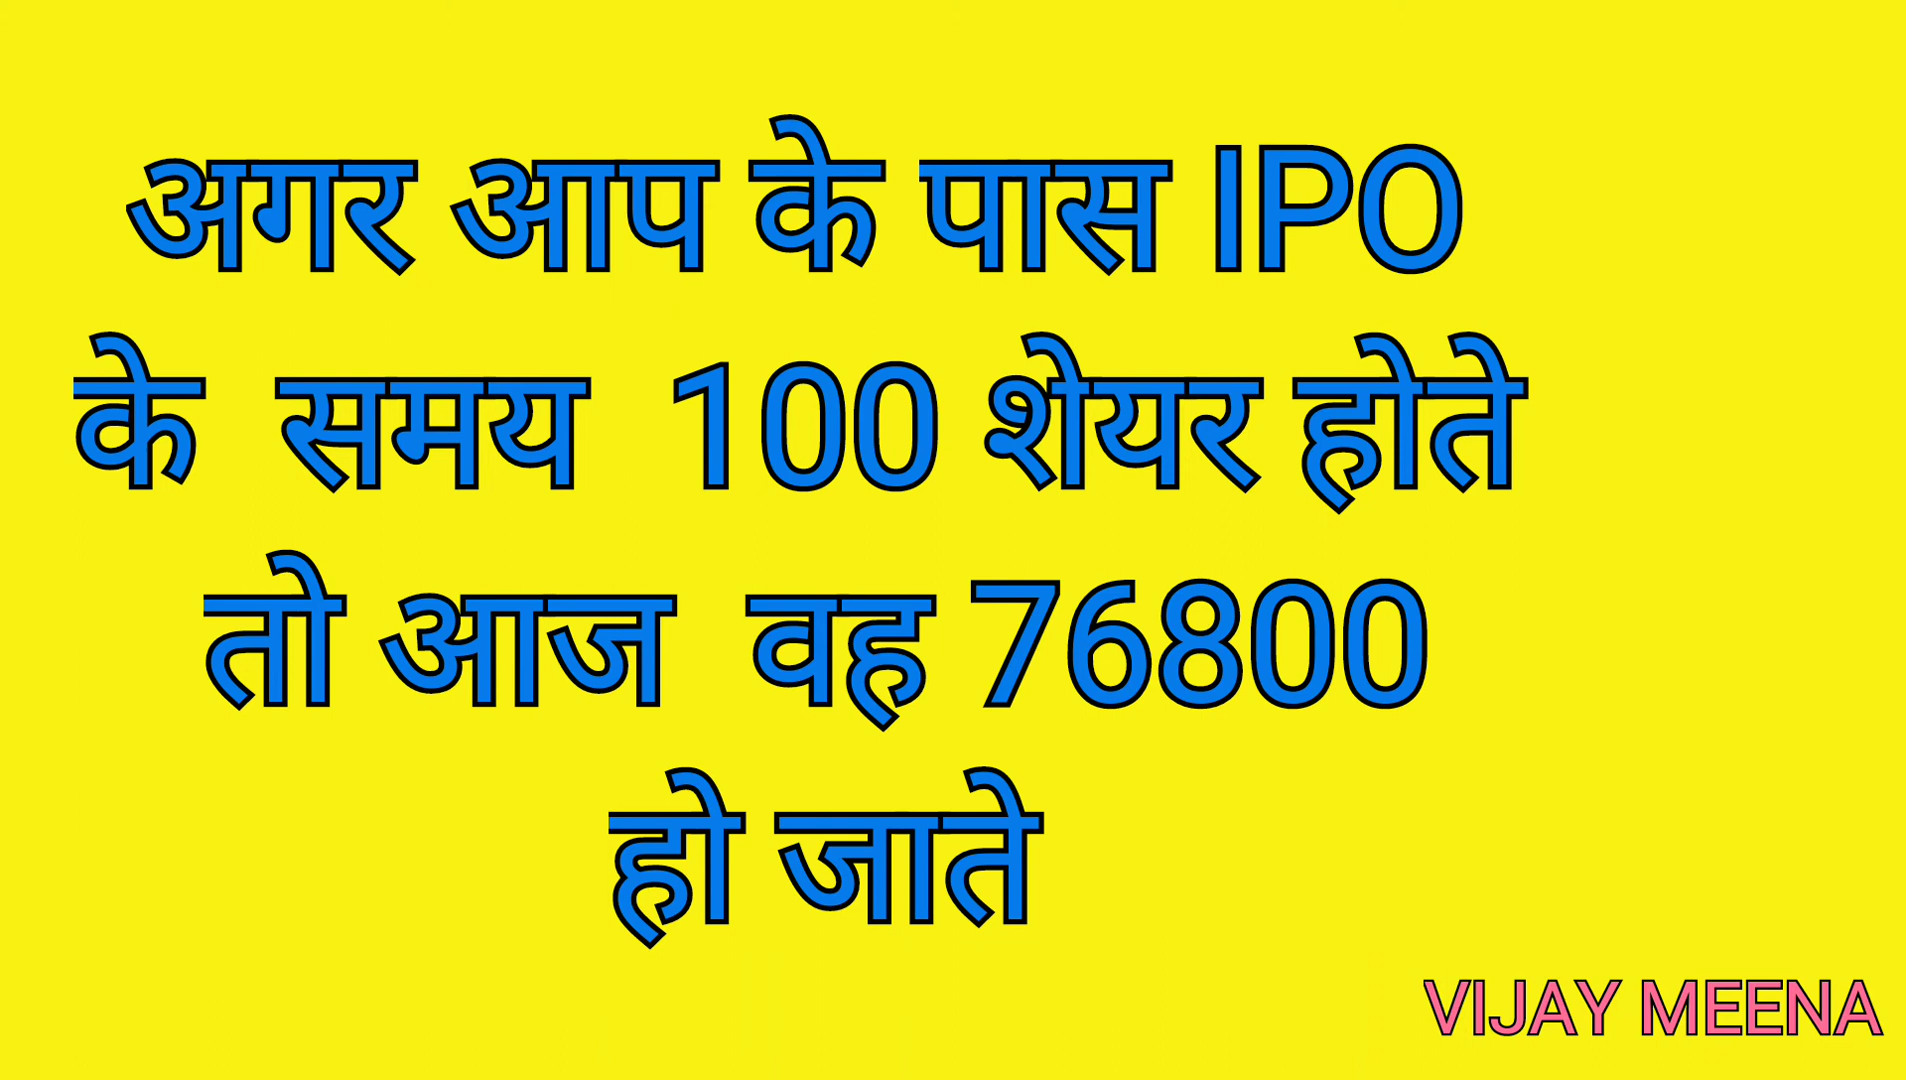 अगर आप के पास IPO
के समय 100 शेयर होते
तो आज वह 76800
हो जाते
VIJAY MEENA